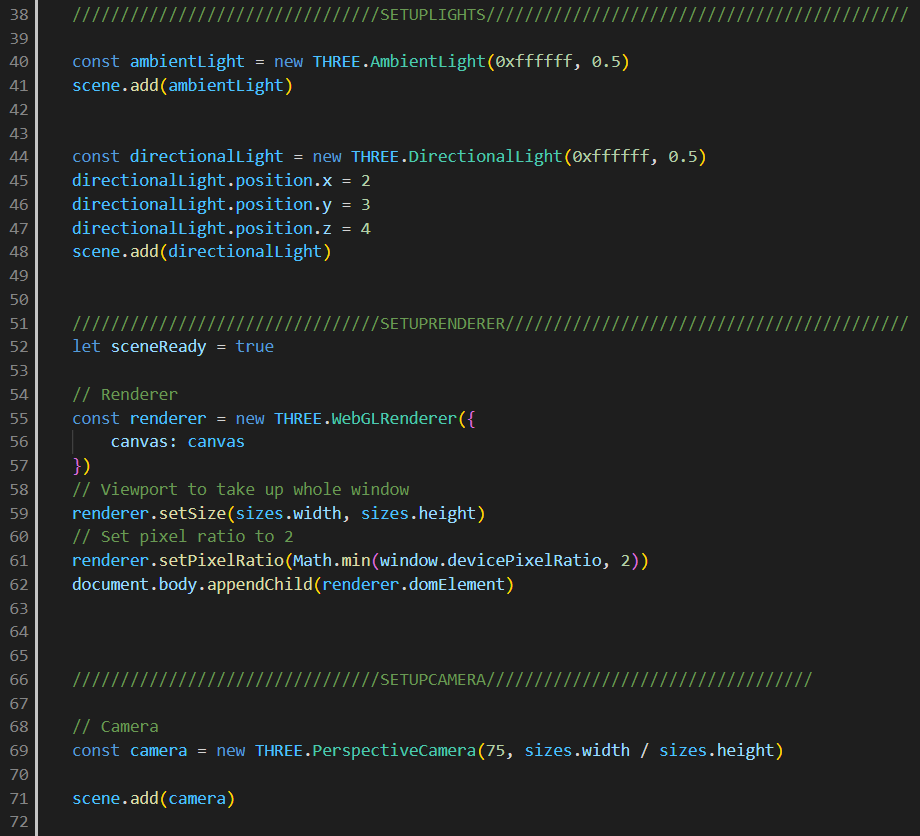 38 ////////////////////////////////SETUPLIGHTS////////////////////////////////////////////
39
40 const ambientLight = new THREE.AmbientLight(0xffffff, 0.5)
41 scene.add(ambientLight)
42
43
44 const directionalLight = new THREE.DirectionalLight(0xffffff, 0.5)
45 directionalLight.position.x = 2
46 directionalLight.position.y = 3
47 directionalLight.position.z = 4
48 scene.add(directionalLight)
49
50
51 ////////////////////////////////SETUPRENDERER//////////////////////////////////////////
52 let sceneReady = true
53
54 // Renderer
55 const renderer = new THREE.WebGLRenderer({
56     canvas: canvas
57 })
58 // Viewport to take up whole window
59 renderer.setSize(sizes.width, sizes.height)
60 // Set pixel ratio to 2
61 renderer.setPixelRatio(Math.min(window.devicePixelRatio, 2))
62 document.body.appendChild(renderer.domElement)
63
64
65
66 ////////////////////////////////SETUPCAMERA//////////////////////////////////
67
68 // Camera
69 const camera = new THREE.PerspectiveCamera(75, sizes.width / sizes.height)
70
71 scene.add(camera)
72